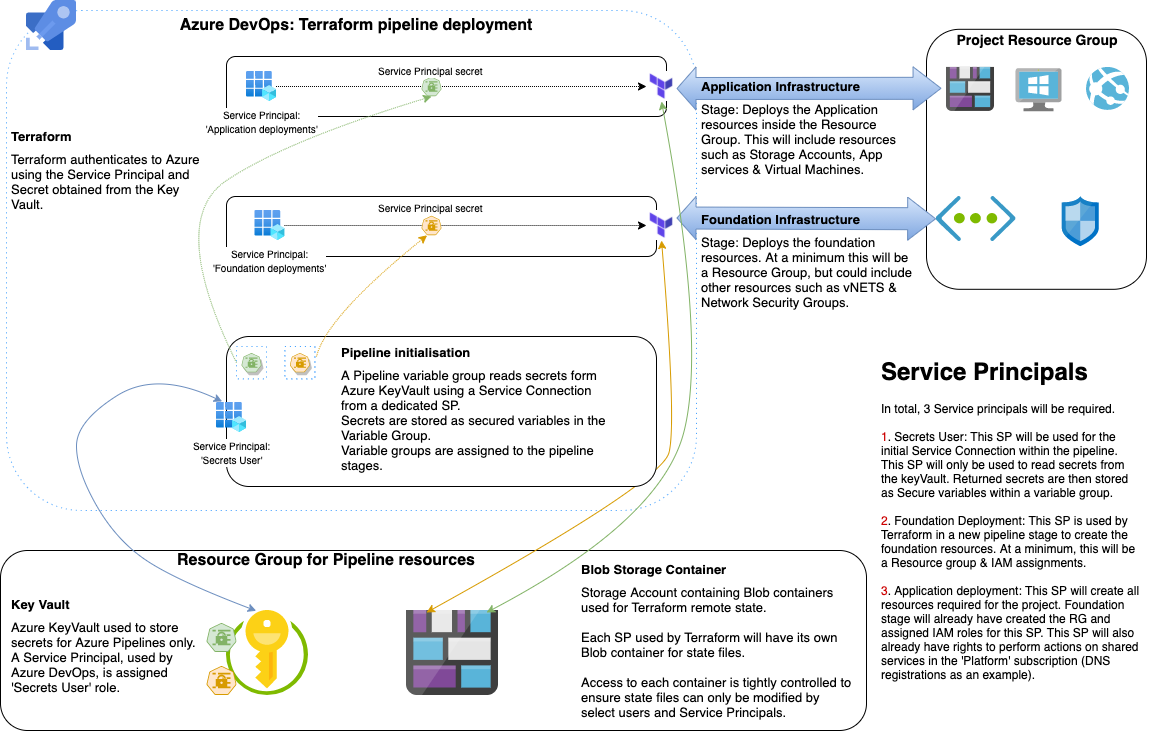 Azure DevOps: Terraform pipeline deployment
Project Resource Group
Service Principal secret
Service Principal:
'Application deployments'
Application Infrastructure
Stage: Deploys the Application
resources inside the Resource
Group. This will include resources
such as Storage Accounts, App
services & Virtual Machines.
Terraform
Terraform authenticates to Azure
using the Service Principal and
Secret obtained from the Key
Vault.
Service Principal secret
Service Principal:
'Foundation deployments'
Foundation Infrastructure
Stage: Deploys the foundation
resources. At a minimum this will be
a Resource Group, but could include
other resources such as vNETS &
Network Security Groups.
Pipeline initialisation
A Pipeline variable group reads secrets form
Azure KeyVault using a Service Connection
from a dedicated SP.
Secrets are stored as secured variables in the
Variable Group.
Variable groups are assigned to the pipeline
stages.
Service Principal:
'Secrets User'
Service Principals
In total, 3 Service principals will be required.
1. Secrets User: This SP will be used for the
initial Service Connection within the pipeline.
This SP will only be used to read secrets from
the keyVault. Returned secrets are then stored
as Secure variables within a variable group.
2. Foundation Deployment: This SP is used by
Terraform in a new pipeline stage to create the
foundation resources. At a minimum, this will be
a Resource group & IAM assignments.
3. Application deployment: This SP will create all
resources required for the project. Foundation
stage will already have created the RG and
assigned IAM roles for this SP. This SP will also
already have rights to perform actions on shared
services in the 'Platform' subscription (DNS
registrations as an example).
Resource Group for Pipeline resources
Key Vault
Azure KeyVault used to store
secrets for Azure Pipelines only.
A Service Principal, used by
Azure DevOps, is assigned
'Secrets User' role.
Blob Storage Container
Storage Account containing Blob containers
used for Terraform remote state.
Each SP used by Terraform will have its own
Blob container for state files.
Access to each container is tightly controlled to
ensure state files can only be modified by
select users and Service Principals.